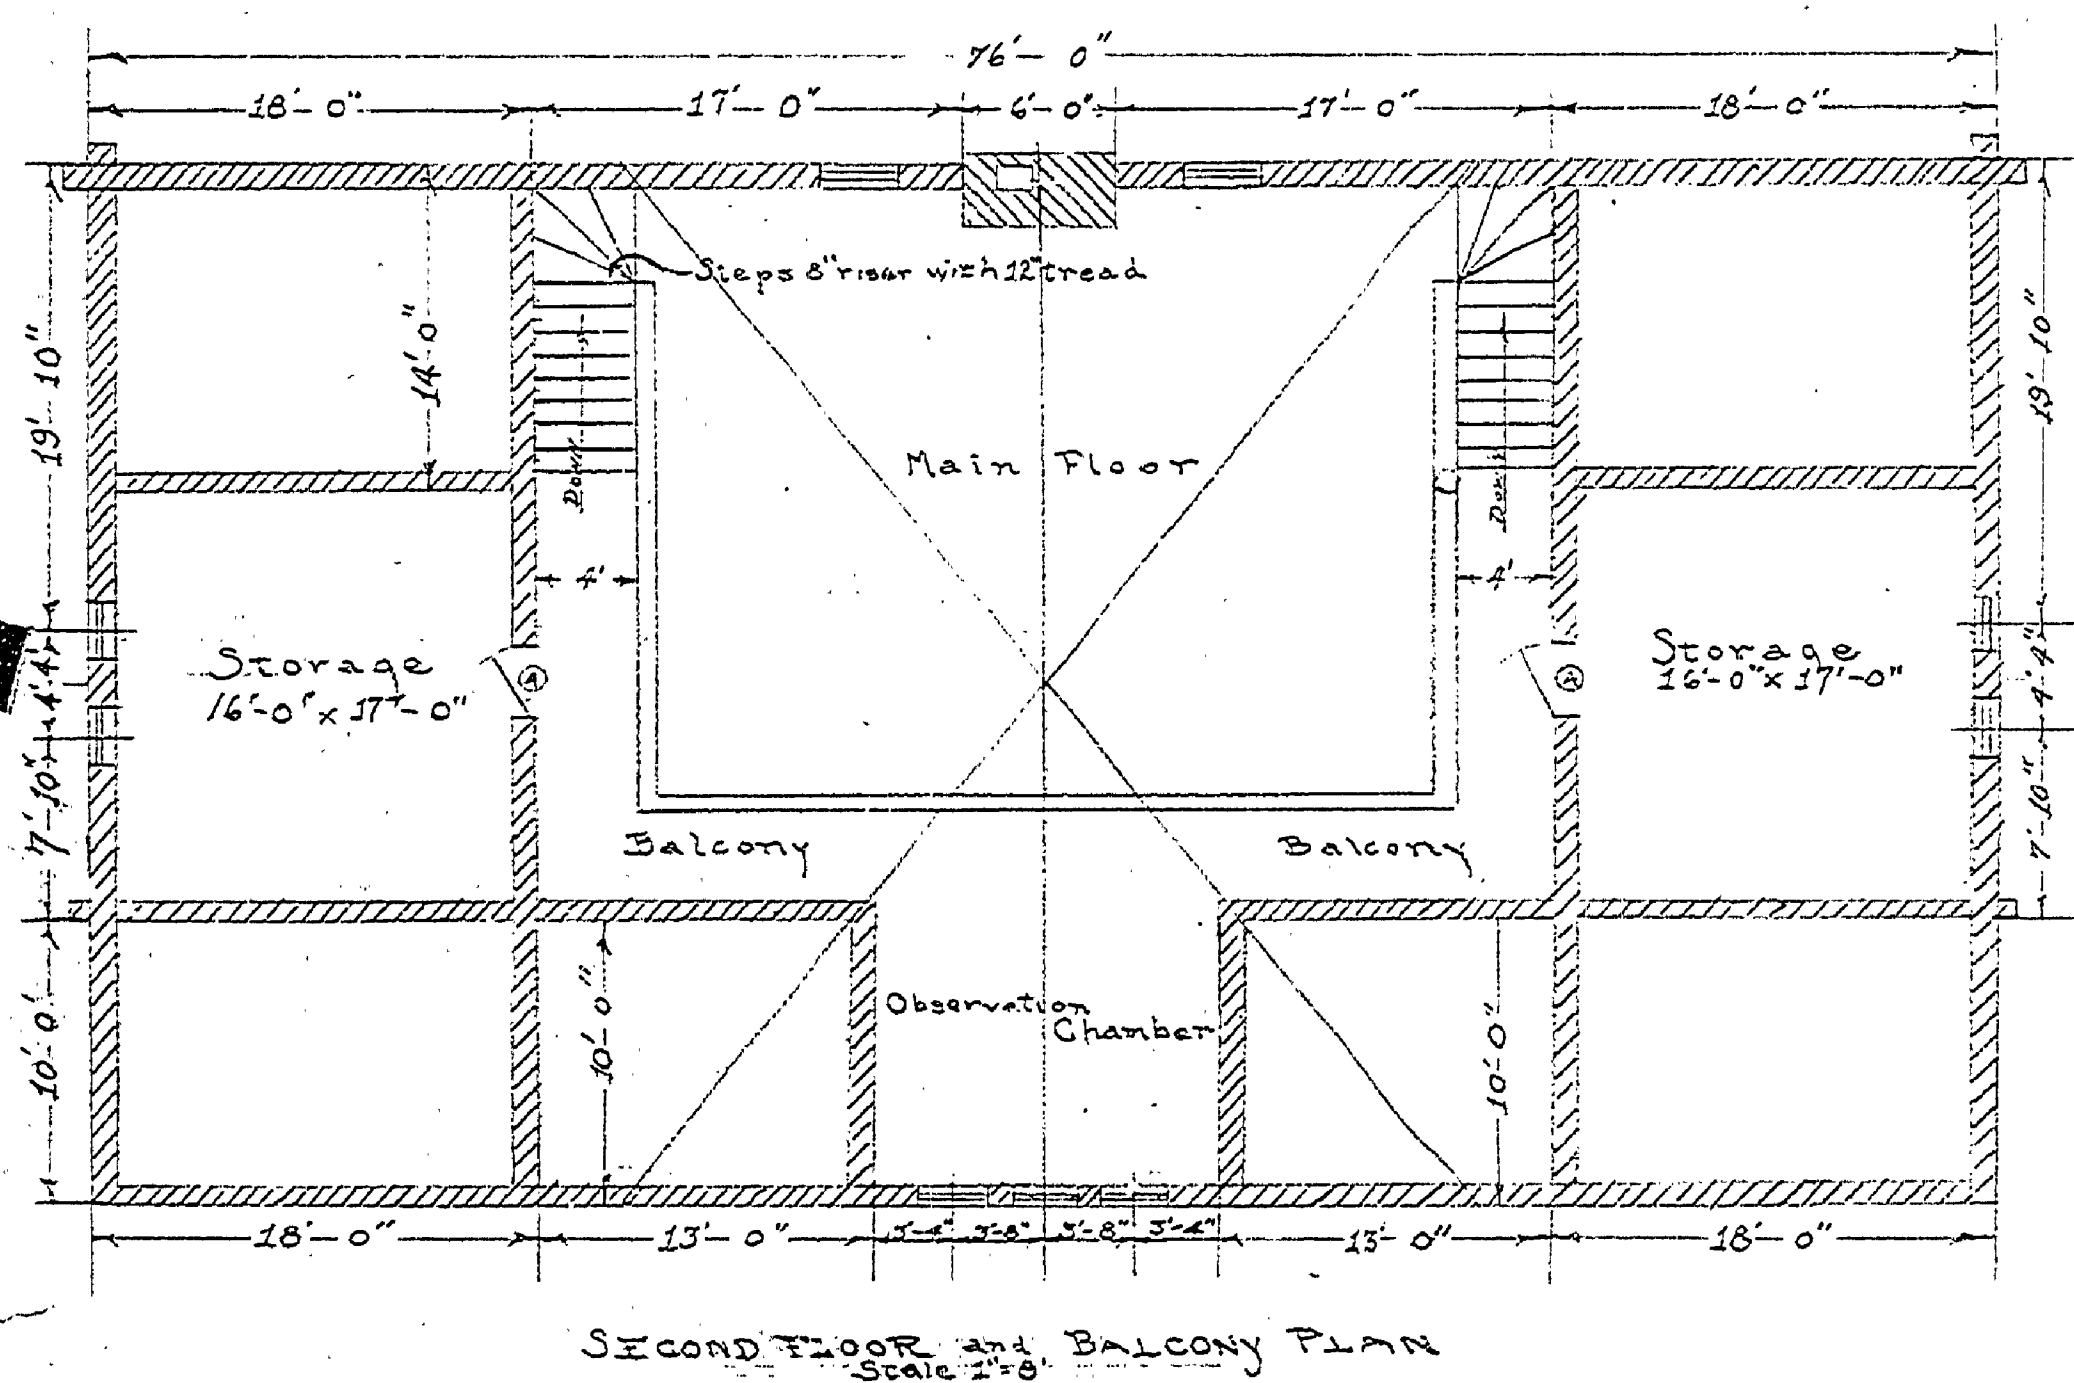 76'- 0"
18'- 0" 17'- 0" 6'- 0" 17'- 0" 18'- 0"
Steps 8" riser with 12" tread
19'- 10"
14'- 0"
19'- 10"
Main Floor
Down
Down
4'
4'
Storage
16'-0" x 17'-0"
A
A
Storage
16'-0" x 17'-0"
4'-4"
4'-4"
7'-10"
7'-10"
Balcony Balcony
10'-0"
10'-0"
Observation
Chamber
10'-0"
18'- 0" 13'- 0" 3'-4" 3'-8" 3'-8" 3'-4" 13'- 0" 18'- 0"
SECOND FLOOR and BALCONY PLAN
Scale 1"=8'